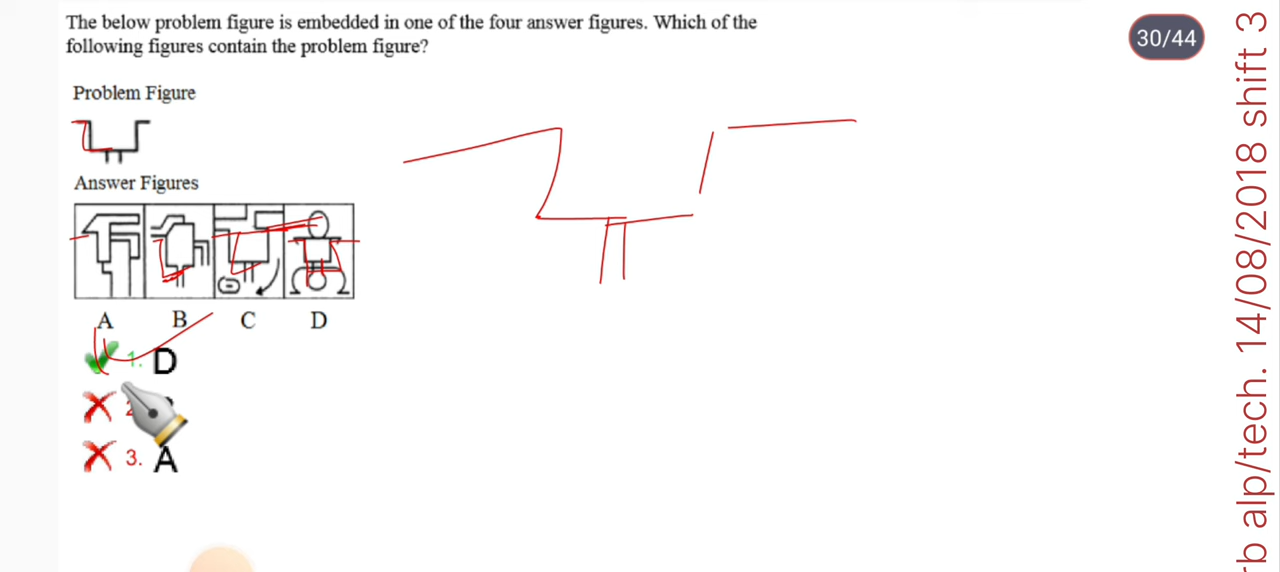 The below problem figure is embedded in one of the four answer figures. Which of the
following figures contain the problem figure?
30/44
Problem Figure
Answer Figures
A B C D
1. D
3. A
rb alp/tech. 14/08/2018 shift 3